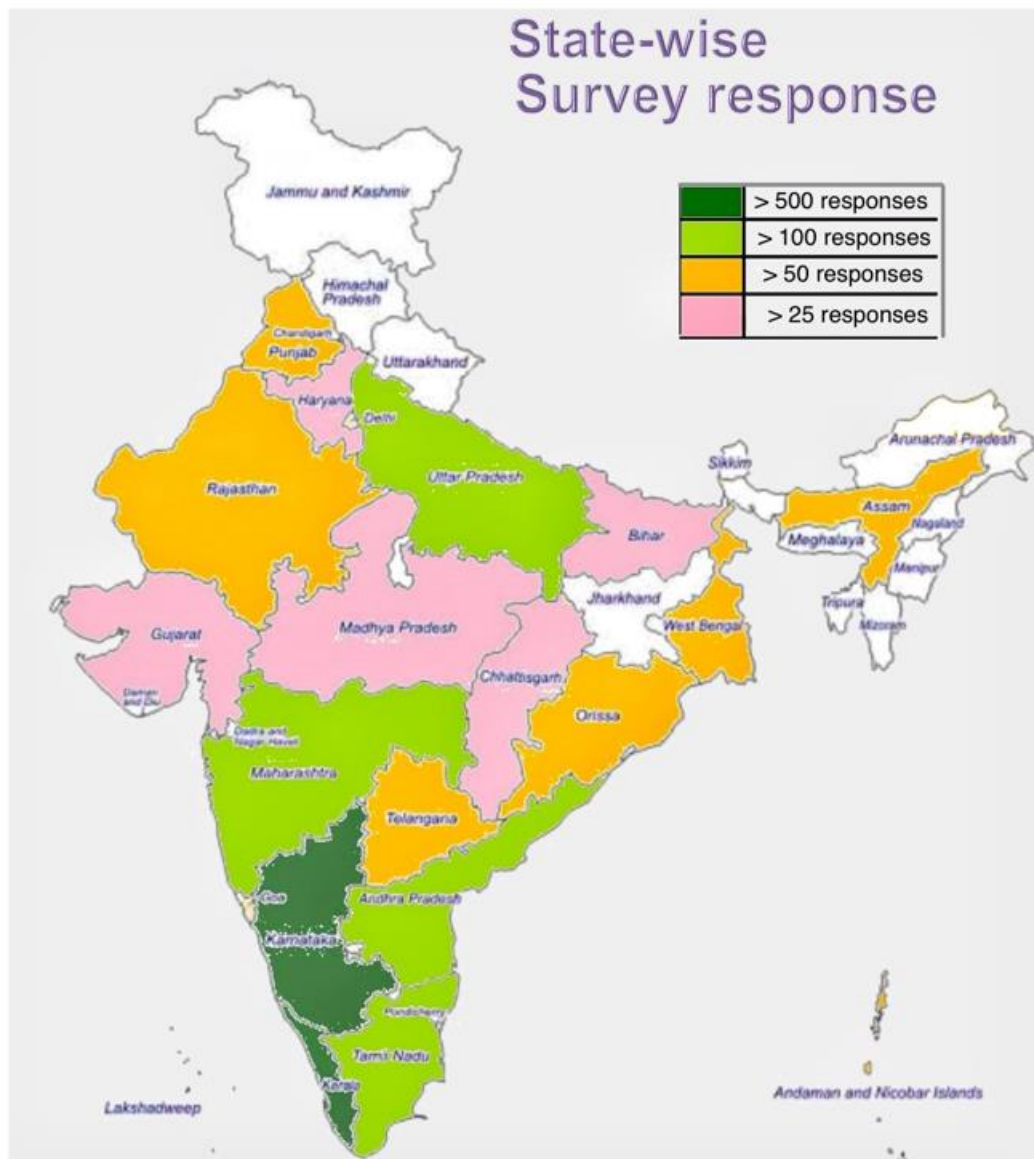 State-wise
Survey response
> 500 responses
> 100 responses
> 50 responses
> 25 responses
Jammu and Kashmir
Himachal
Pradesh
Chandigarh
Punjab
Uttarakhand
Haryana
Delhi
Arunachal Pradesh
Sikkim
Rajasthan
Uttar Pradesh
Assam
Nagaland
Bihar
Meghalaya
Manipur
Jharkhand
Tripura
Mizoram
Gujarat
Madhya Pradesh
West Bengal
Chhattisgarh
Daman
and Diu
Orissa
Dadra and
Nagar Haveli
Maharashtra
Telangana
Goa
Andhra Pradesh
Karnataka
Pondicherry
Tamil Nadu
Kerala
Lakshadweep
Andaman and Nicobar Islands